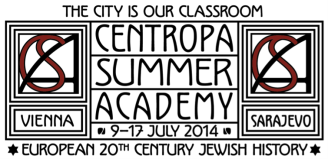 THE CITY IS OUR CLASSROOM
CENTROPA
SUMMER
ACADEMY
VIENNA
9–17 JULY 2014
SARAJEVO
EUROPEAN 20TH CENTURY JEWISH HISTORY